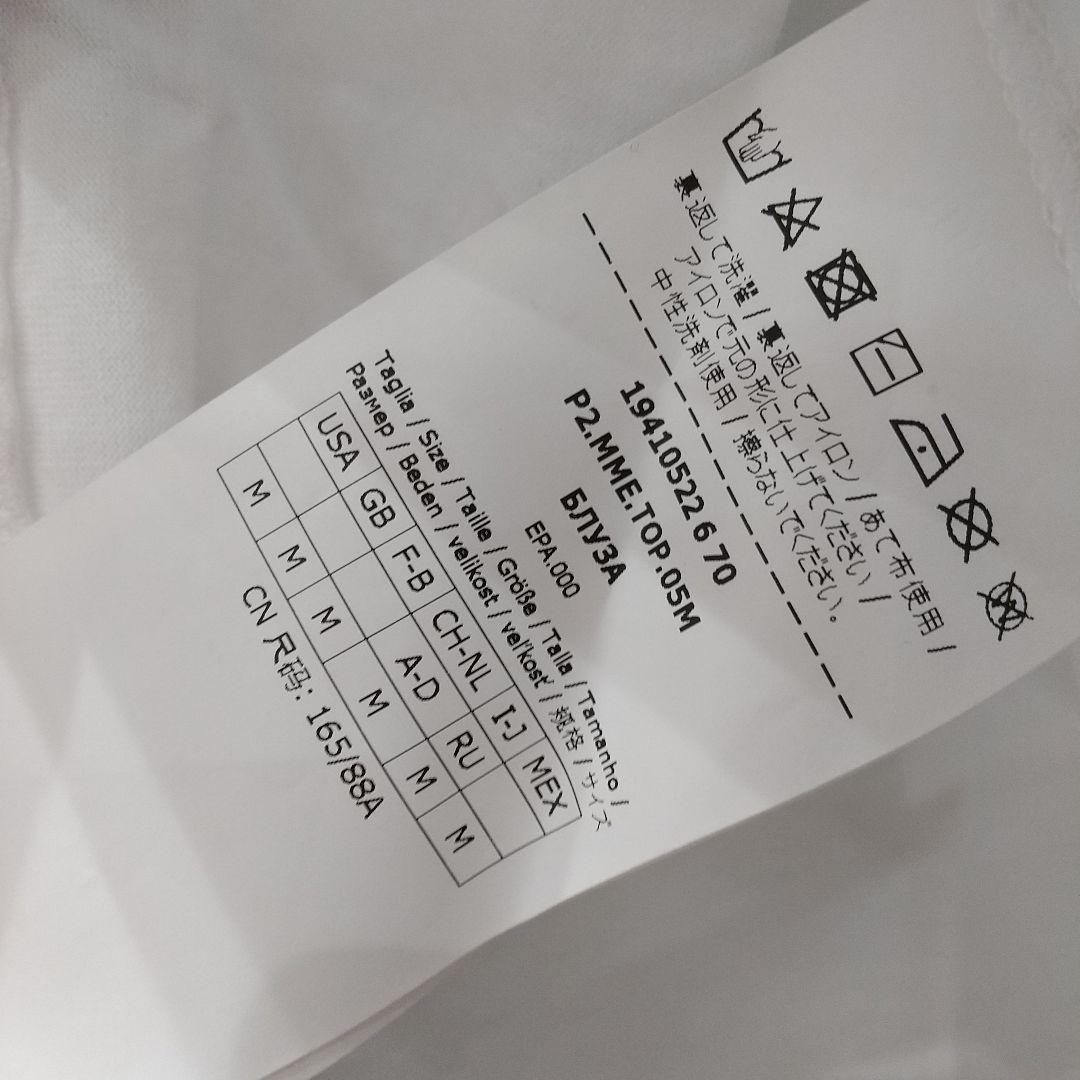 裏返して洗濯 / 裏返してアイロン / あて布使用 /
アイロンで元の形に仕上げてください /
中性洗剤使用 / 擦らないでください。
19410522 6 70
P2.MME.TOP.05M
БЛУЗА
EPA.000
Taglia / Size / Taille / Größe / Talla / Tamanho /
Размер / Beden / velikost / vel'kosť / 规格 / サイズ
USA GB F-B CH-NL I-J MEX
A-D RU
M M M M M M
CN 尺码: 165/88A